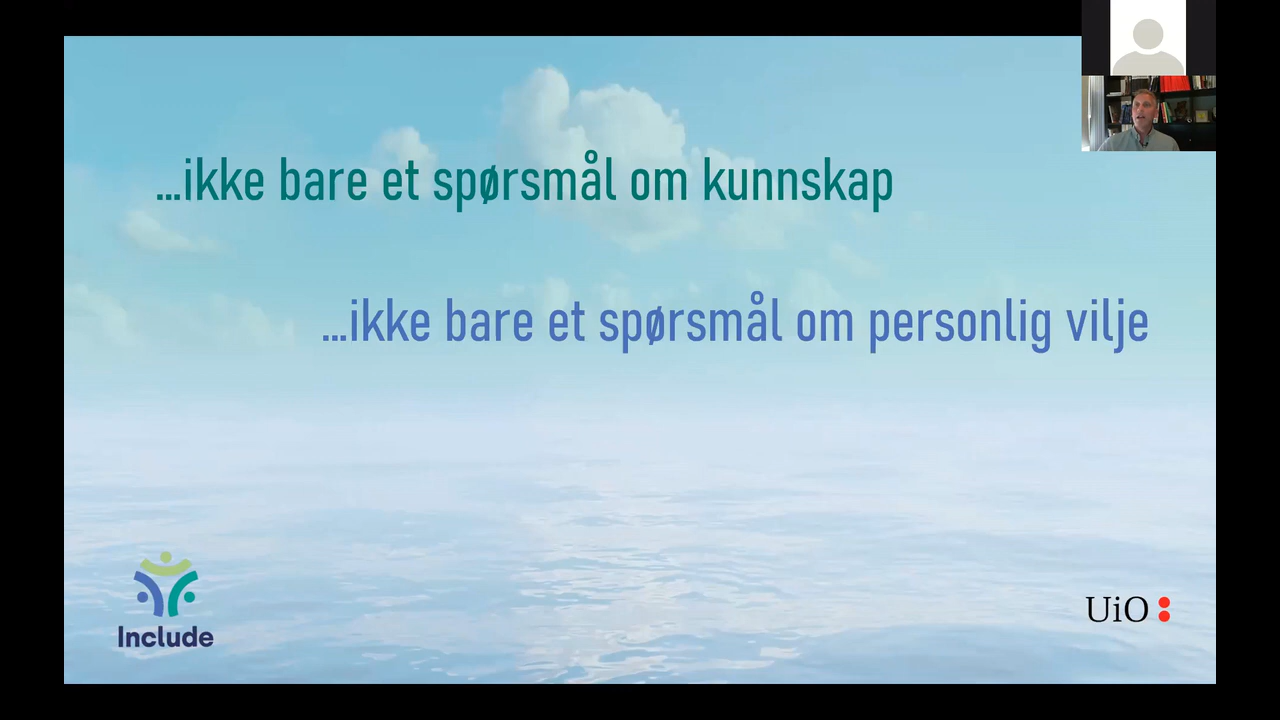 …ikke bare et spørsmål om kunnskap
…ikke bare et spørsmål om personlig vilje
Include
UiO